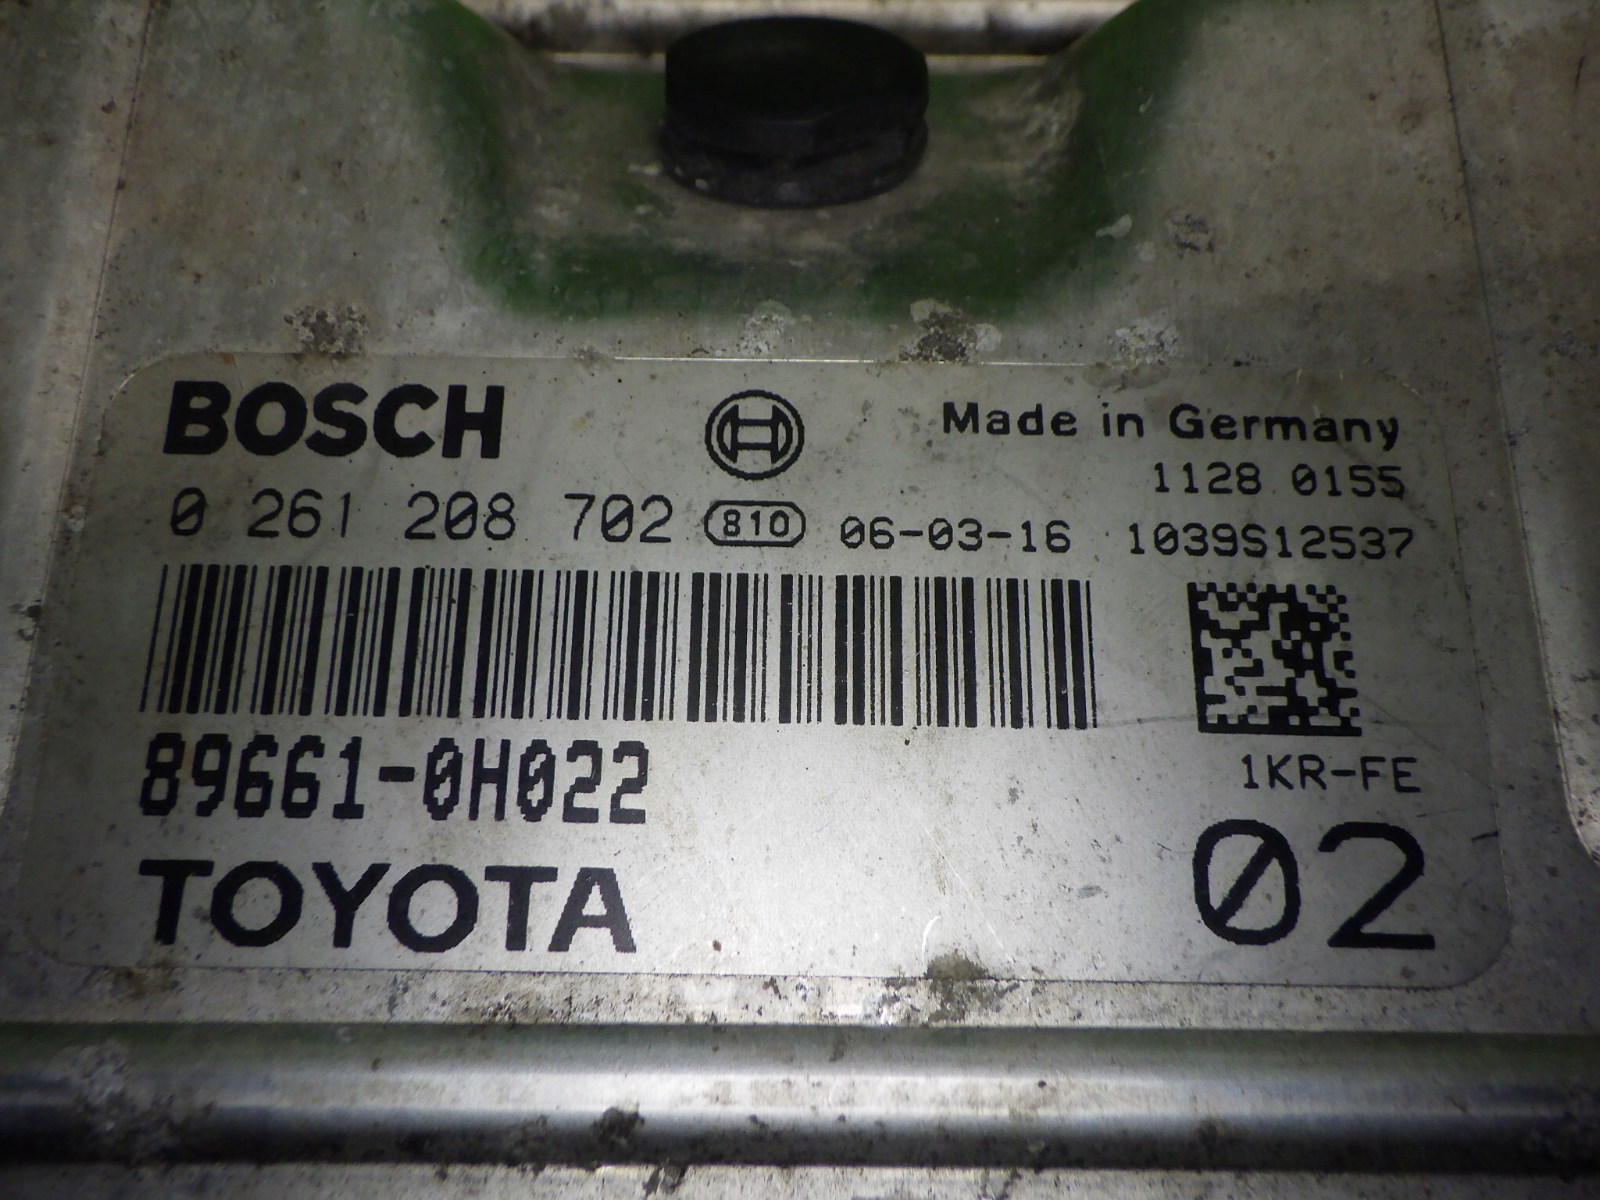 BOSCH
Made in Germany
1128 0155
0 261 208 702 810 06-03-16 1039S12537
89661-0H022
1KR-FE
TOYOTA
02